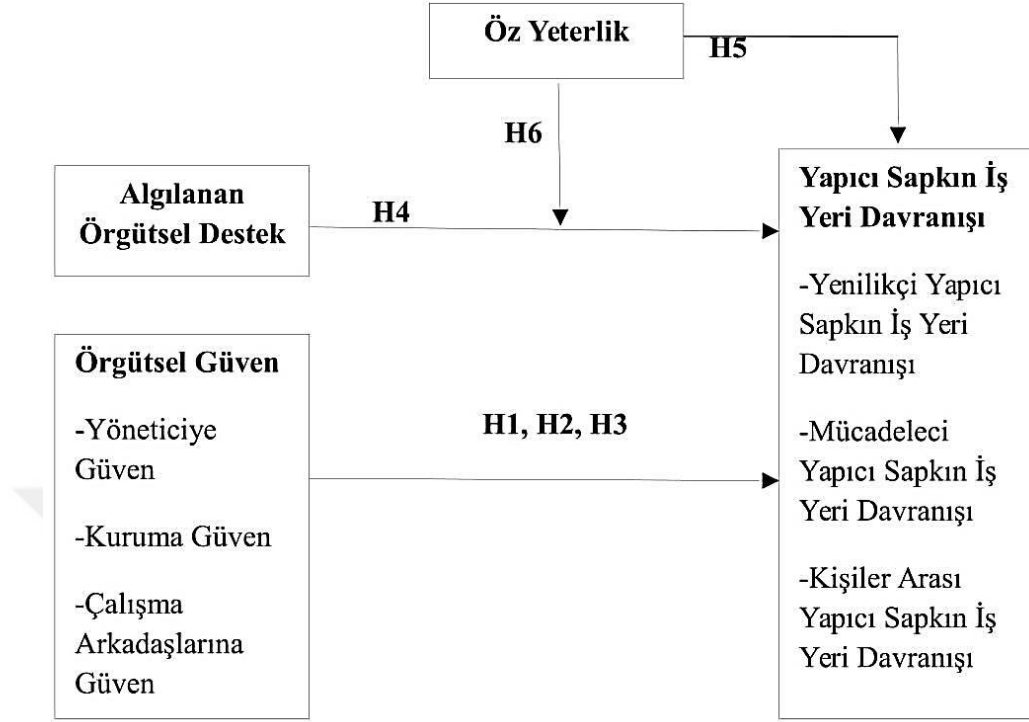 Öz Yeterlik
H5
H6
Algılanan
Örgütsel Destek
H4
Yapıcı Sapkın İş
Yeri Davranışı
-Yenilikçi Yapıcı
Sapkın İş Yeri
Davranışı
-Mücadeleci
Yapıcı Sapkın İş
Yeri Davranışı
-Kişiler Arası
Yapıcı Sapkın İş
Yeri Davranışı
Örgütsel Güven
-Yöneticiye
Güven
-Kuruma Güven
-Çalışma
Arkadaşlarına
Güven
H1, H2, H3